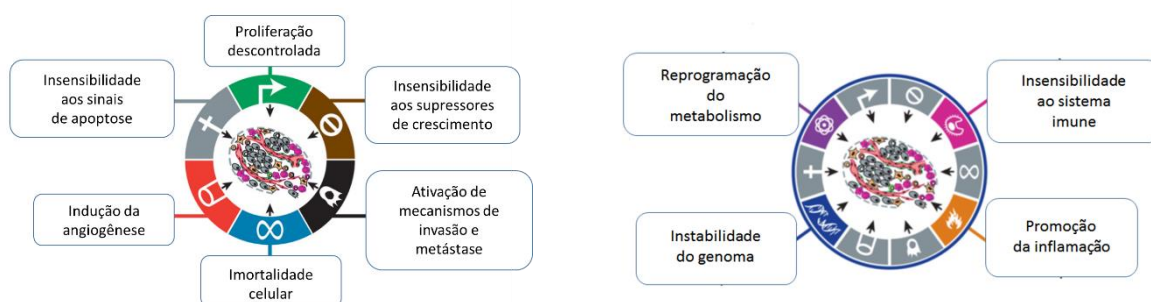 Proliferação
descontrolada
Insensibilidade
aos sinais
de apoptose
Insensibilidade
aos supressores
de crescimento
Indução da
angiogênese
Ativação de
mecanismos de
invasão e
metástase
Imortalidade
celular
Reprogramação
do
metabolismo
Insensibilidade
ao sistema
imune
Instabilidade
do genoma
Promoção
da inflamação